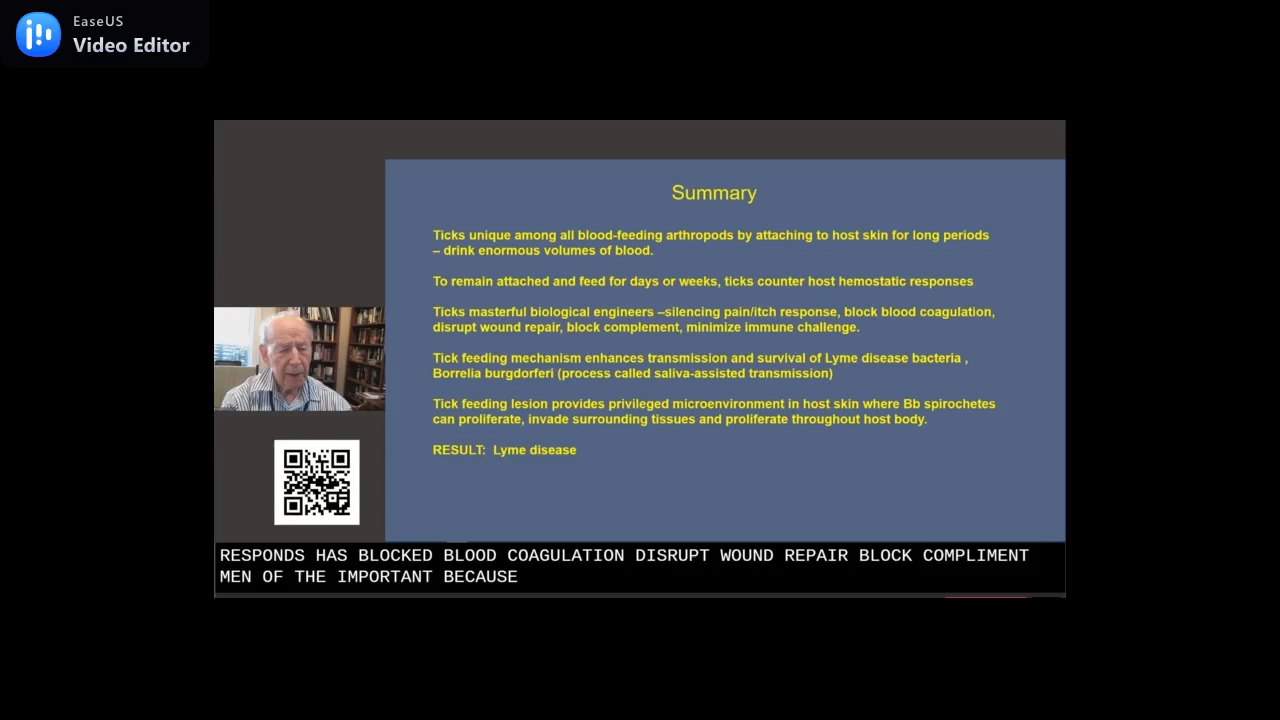 EaseUS
Video Editor
Summary
Ticks unique among all blood-feeding arthropods by attaching to host skin for long periods
– drink enormous volumes of blood.
To remain attached and feed for days or weeks, ticks counter host hemostatic responses
Ticks masterful biological engineers –silencing pain/itch response, block blood coagulation,
disrupt wound repair, block complement, minimize immune challenge.
Tick feeding mechanism enhances transmission and survival of Lyme disease bacteria ,
Borrelia burgdorferi (process called saliva-assisted transmission)
Tick feeding lesion provides privileged microenvironment in host skin where Bb spirochetes
can proliferate, invade surrounding tissues and proliferate throughout host body.
RESULT:  Lyme disease
RESPONDS HAS BLOCKED BLOOD COAGULATION DISRUPT WOUND REPAIR BLOCK COMPLIMENT
MEN OF THE IMPORTANT BECAUSE